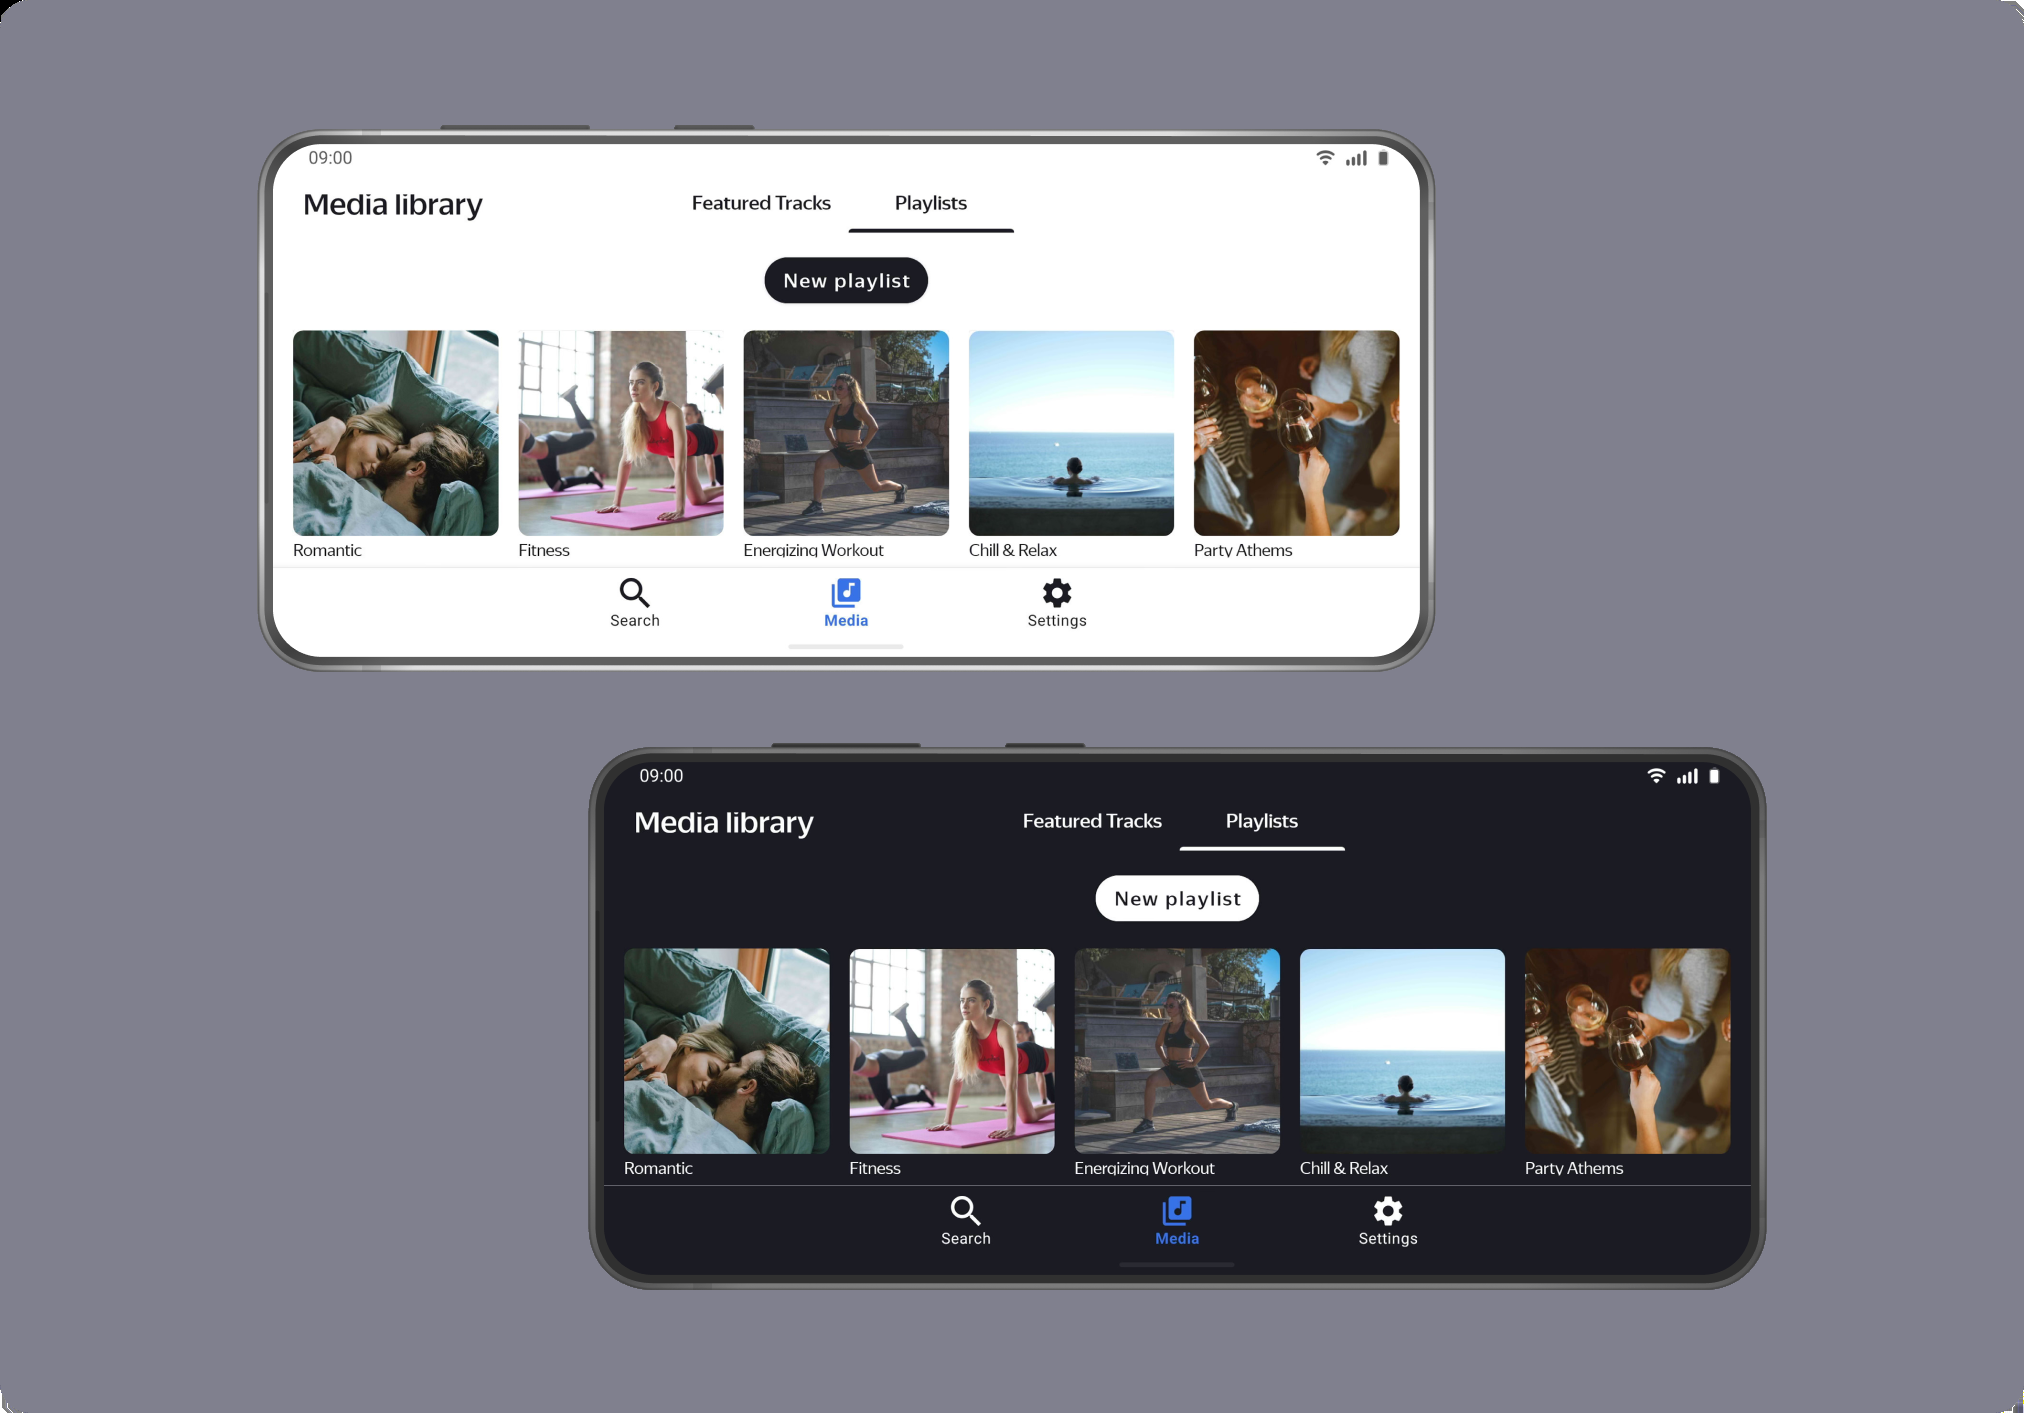 09:00
Media library
Featured Tracks
Playlists
New playlist
Romantic
Fitness
Energizing Workout
Chill & Relax
Party Athems
Search
Media
Settings
09:00
Media library
Featured Tracks
Playlists
New playlist
Romantic
Fitness
Energizing Workout
Chill & Relax
Party Athems
Search
Media
Settings